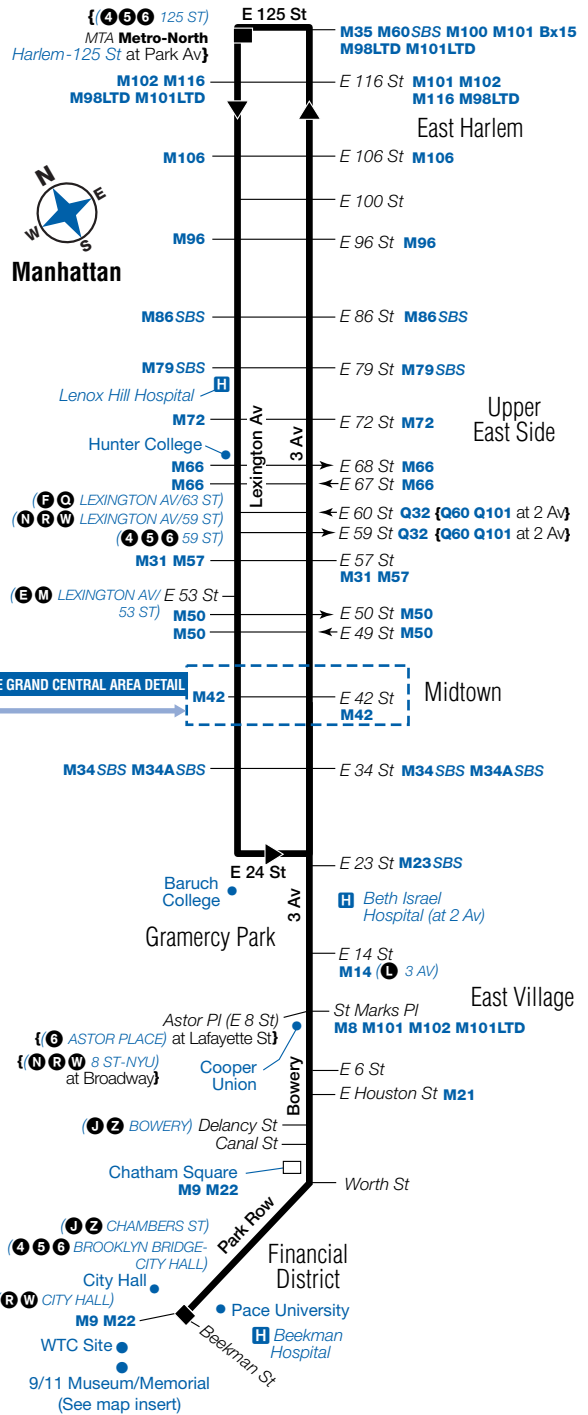 {(4 5 6 125 ST)
MTA Metro-North
Harlem-125 St at Park Av}
E 125 St
M35 M60SBS M100 M101 Bx15
M98LTD M101LTD
M102 M116
M98LTD M101LTD
E 116 St M101 M102
M116 M98LTD
East Harlem
M106
E 106 St M106
N
E
W
S
Manhattan
E 100 St
M96
E 96 St M96
M86SBS
E 86 St M86SBS
M79SBS
E 79 St M79SBS
H
Lenox Hill Hospital
Lexington Av
3 Av
M72
E 72 St M72
Upper
East Side
Hunter College
M66
E 68 St M66
M66
E 67 St M66
(F Q LEXINGTON AV/63 ST)
(N R W LEXINGTON AV/59 ST)
E 60 St Q32 {Q60 Q101 at 2 Av}
(4 5 6 59 ST)
E 59 St Q32 {Q60 Q101 at 2 Av}
M31 M57
E 57 St
M31 M57
(E M LEXINGTON AV/
53 ST)
E 53 St
M50
E 50 St M50
M50
E 49 St M50
E GRAND CENTRAL AREA DETAIL
M42
E 42 St
M42
Midtown
M34SBS M34ASBS
E 34 St M34SBS M34ASBS
E 24 St
E 23 St M23SBS
Baruch
College
3 Av
H
Beth Israel
Hospital (at 2 Av)
Gramercy Park
E 14 St
M14 (L 3 AV)
East Village
Astor Pl (E 8 St)
St Marks Pl
M8 M101 M102 M101LTD
{(6 ASTOR PLACE) at Lafayette St}
{(N R W 8 ST-NYU)
at Broadway}
Cooper
Union
Bowery
E 6 St
E Houston St M21
(J Z BOWERY) Delancy St
Canal St
Chatham Square
M9 M22
Worth St
Park Row
(J Z CHAMBERS ST)
(4 5 6 BROOKLYN BRIDGE-
CITY HALL)
Financial
District
City Hall
R W CITY HALL)
M9 M22
Pace University
Beekman St
H Beekman
Hospital
WTC Site
9/11 Museum/Memorial
(See map insert)